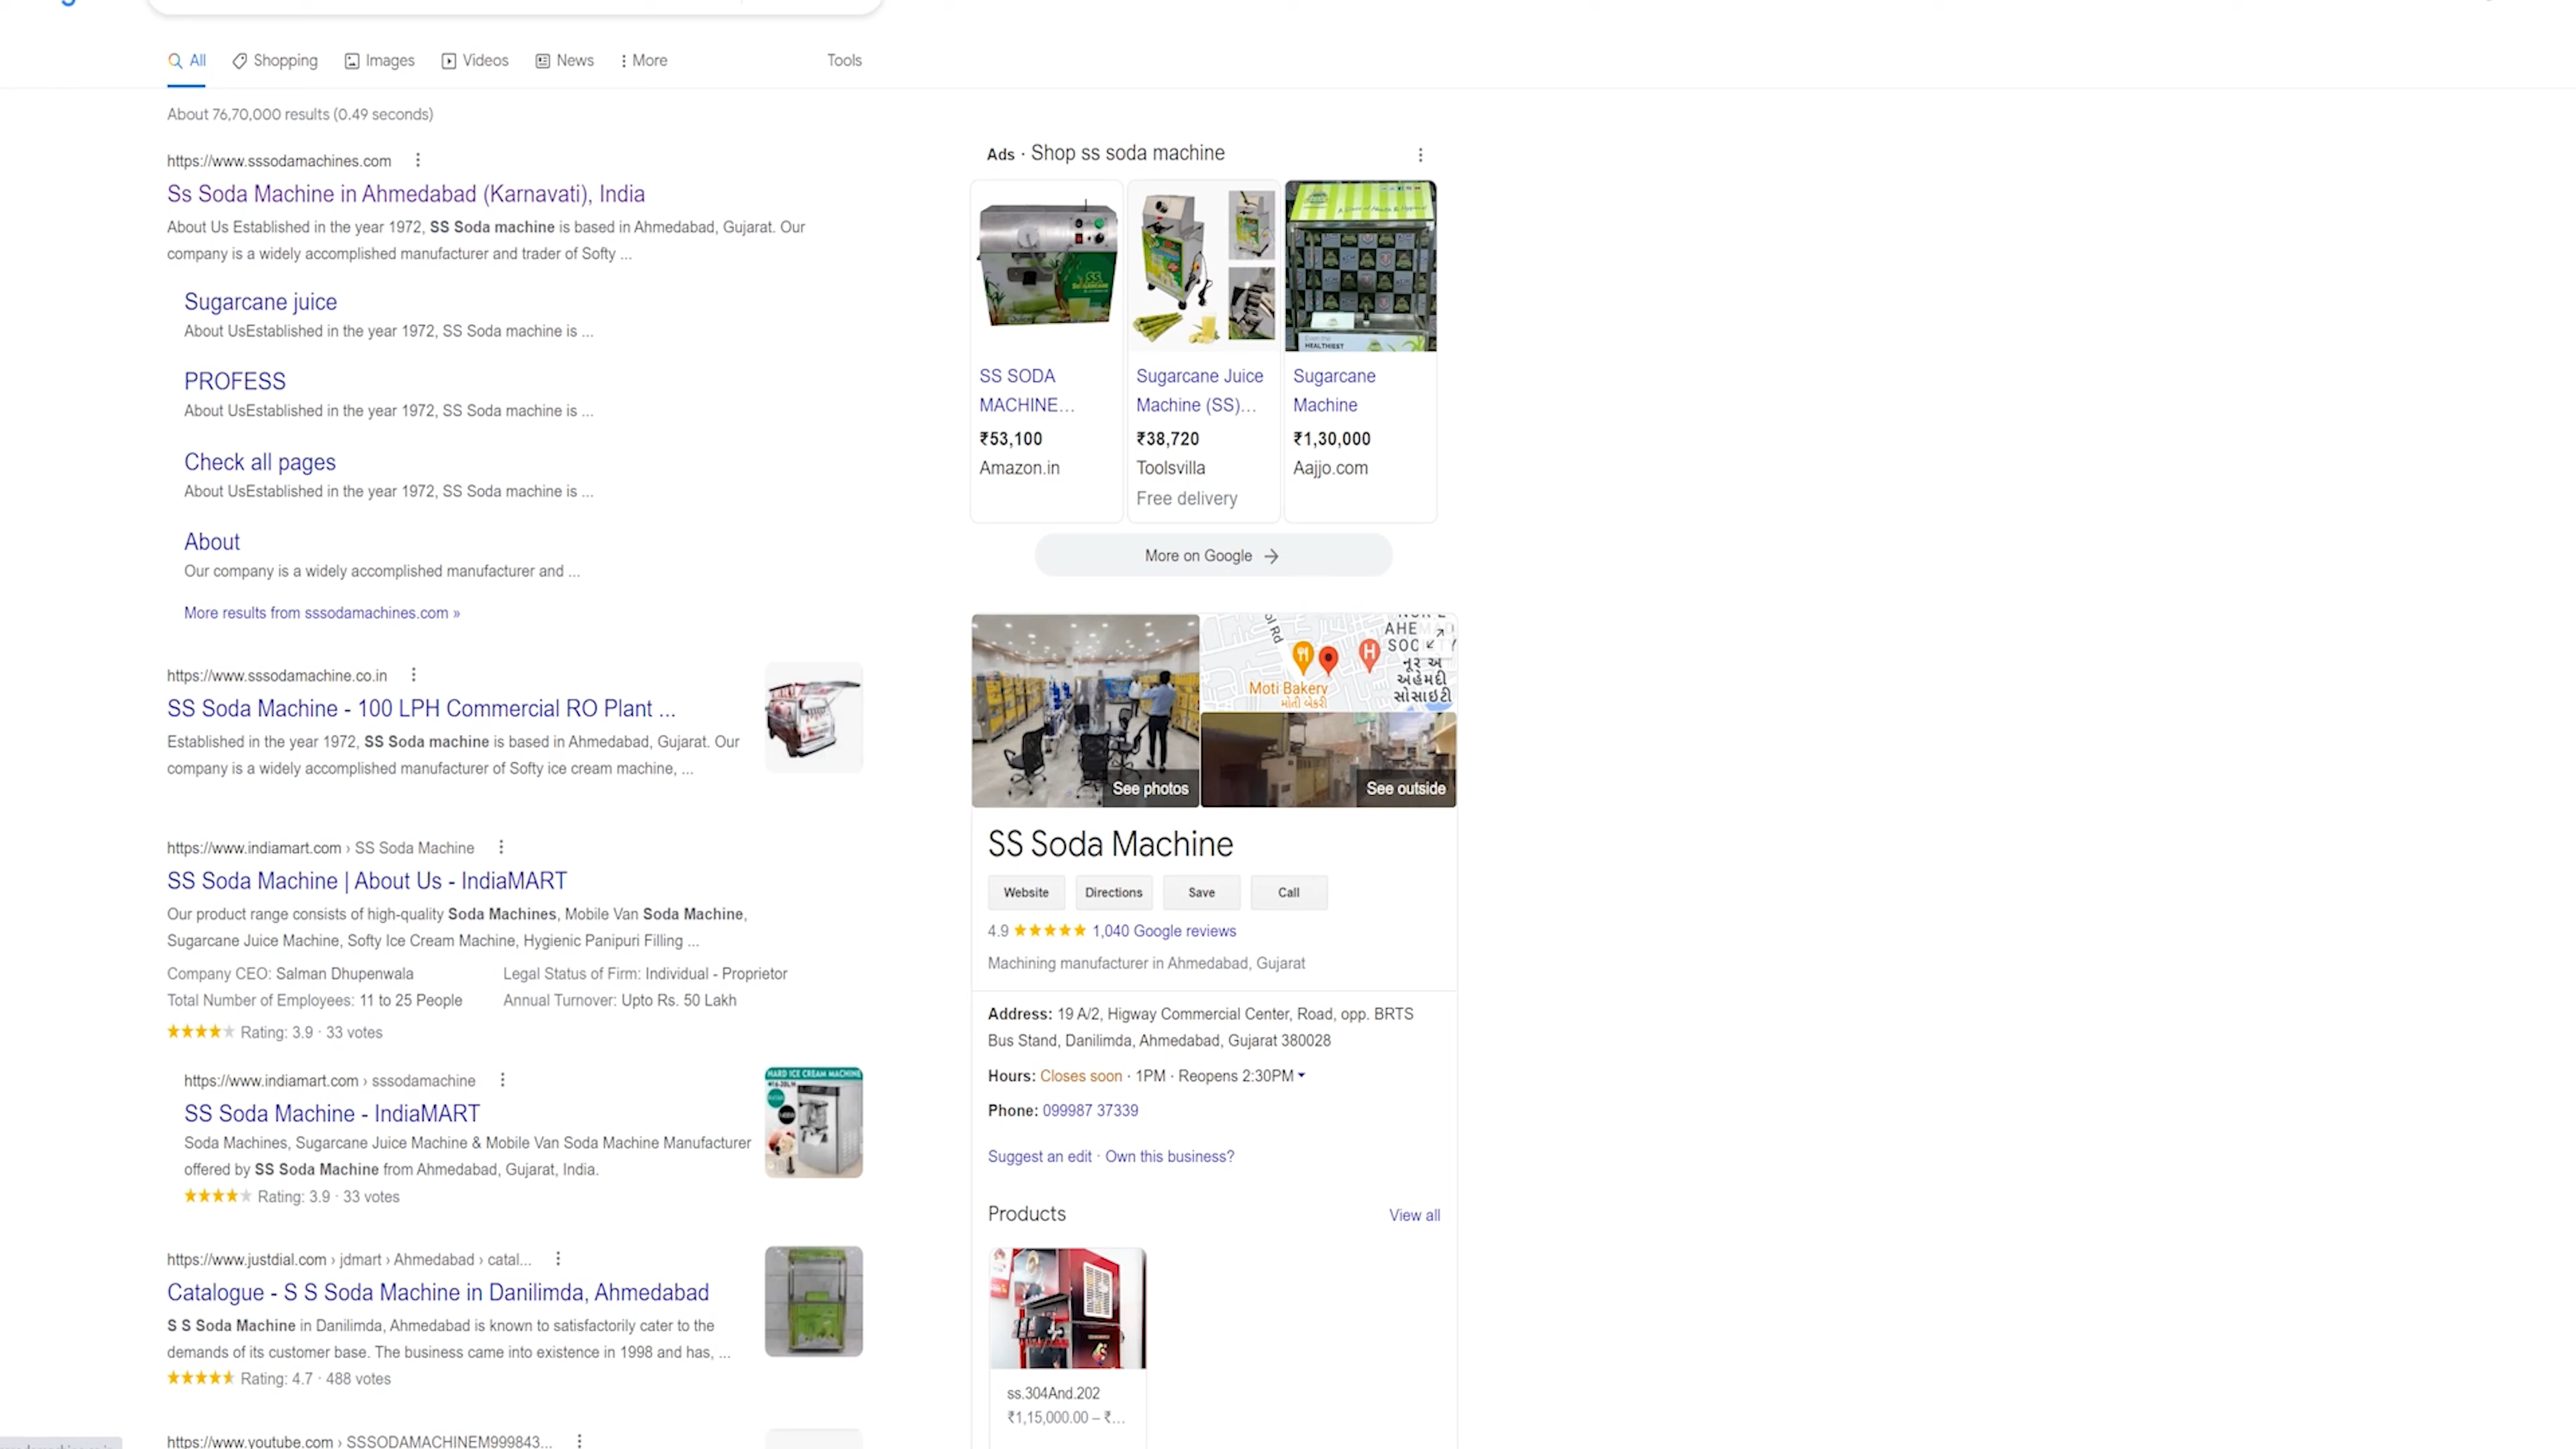 All
Shopping
Images
Videos
News
More
Tools
About 76,70,000 results (0.49 seconds)
https://www.sssodamachines.com
Ss Soda Machine in Ahmedabad (Karnavati), India
About Us Established in the year 1972, SS Soda machine is based in Ahmedabad, Gujarat. Our
company is a widely accomplished manufacturer and trader of Softy ...
Sugarcane juice
About UsEstablished in the year 1972, SS Soda machine is ...
PROFESS
About UsEstablished in the year 1972, SS Soda machine is ...
Check all pages
About UsEstablished in the year 1972, SS Soda machine is ...
About
Our company is a widely accomplished manufacturer and ...
More results from sssodamachines.com »
https://www.sssodamachine.co.in
SS Soda Machine - 100 LPH Commercial RO Plant ...
Established in the year 1972, SS Soda machine is based in Ahmedabad, Gujarat. Our
company is a widely accomplished manufacturer of Softy ice cream machine, ...
https://www.indiamart.com › SS Soda Machine
SS Soda Machine | About Us - IndiaMART
Our product range consists of high-quality Soda Machines, Mobile Van Soda Machine,
Sugarcane Juice Machine, Softy Ice Cream Machine, Hygienic Panipuri Filling ...
Company CEO: Salman Dhupenwala
Legal Status of Firm: Individual - Proprietor
Total Number of Employees: 11 to 25 People
Annual Turnover: Upto Rs. 50 Lakh
Rating: 3.9 · 33 votes
https://www.indiamart.com › sssodamachine
SS Soda Machine - IndiaMART
Soda Machines, Sugarcane Juice Machine & Mobile Van Soda Machine Manufacturer
offered by SS Soda Machine from Ahmedabad, Gujarat, India.
Rating: 3.9 · 33 votes
HARD ICE CREAM MACHINE
https://www.justdial.com › jdmart › Ahmedabad › catal...
Catalogue - S S Soda Machine in Danilimda, Ahmedabad
S S Soda Machine in Danilimda, Ahmedabad is known to satisfactorily cater to the
demands of its customer base. The business came into existence in 1998 and has, ...
Rating: 4.7 · 488 votes
https://www.youtube.com › SSSODAMACHINEM999843...
Ads · Shop ss soda machine
HEALTHIEST
SS SODA
MACHINE...
₹53,100
Amazon.in
Sugarcane Juice
Machine (SS)...
₹38,720
Toolsvilla
Free delivery
Sugarcane
Machine
₹1,30,000
Aajjo.com
More on Google
Moti Bakery
મોતી બેકરી
નૂર એ
અહેમદી
સોસાઇટી
See photos
See outside
SS Soda Machine
Website
Directions
Save
Call
4.9
1,040 Google reviews
Machining manufacturer in Ahmedabad, Gujarat
Address: 19 A/2, Higway Commercial Center, Road, opp. BRTS
Bus Stand, Danilimda, Ahmedabad, Gujarat 380028
Hours: Closes soon · 1PM · Reopens 2:30PM
Phone: 099987 37339
Suggest an edit · Own this business?
Products
View all
ss.304And.202
₹1,15,000.00 – ₹...